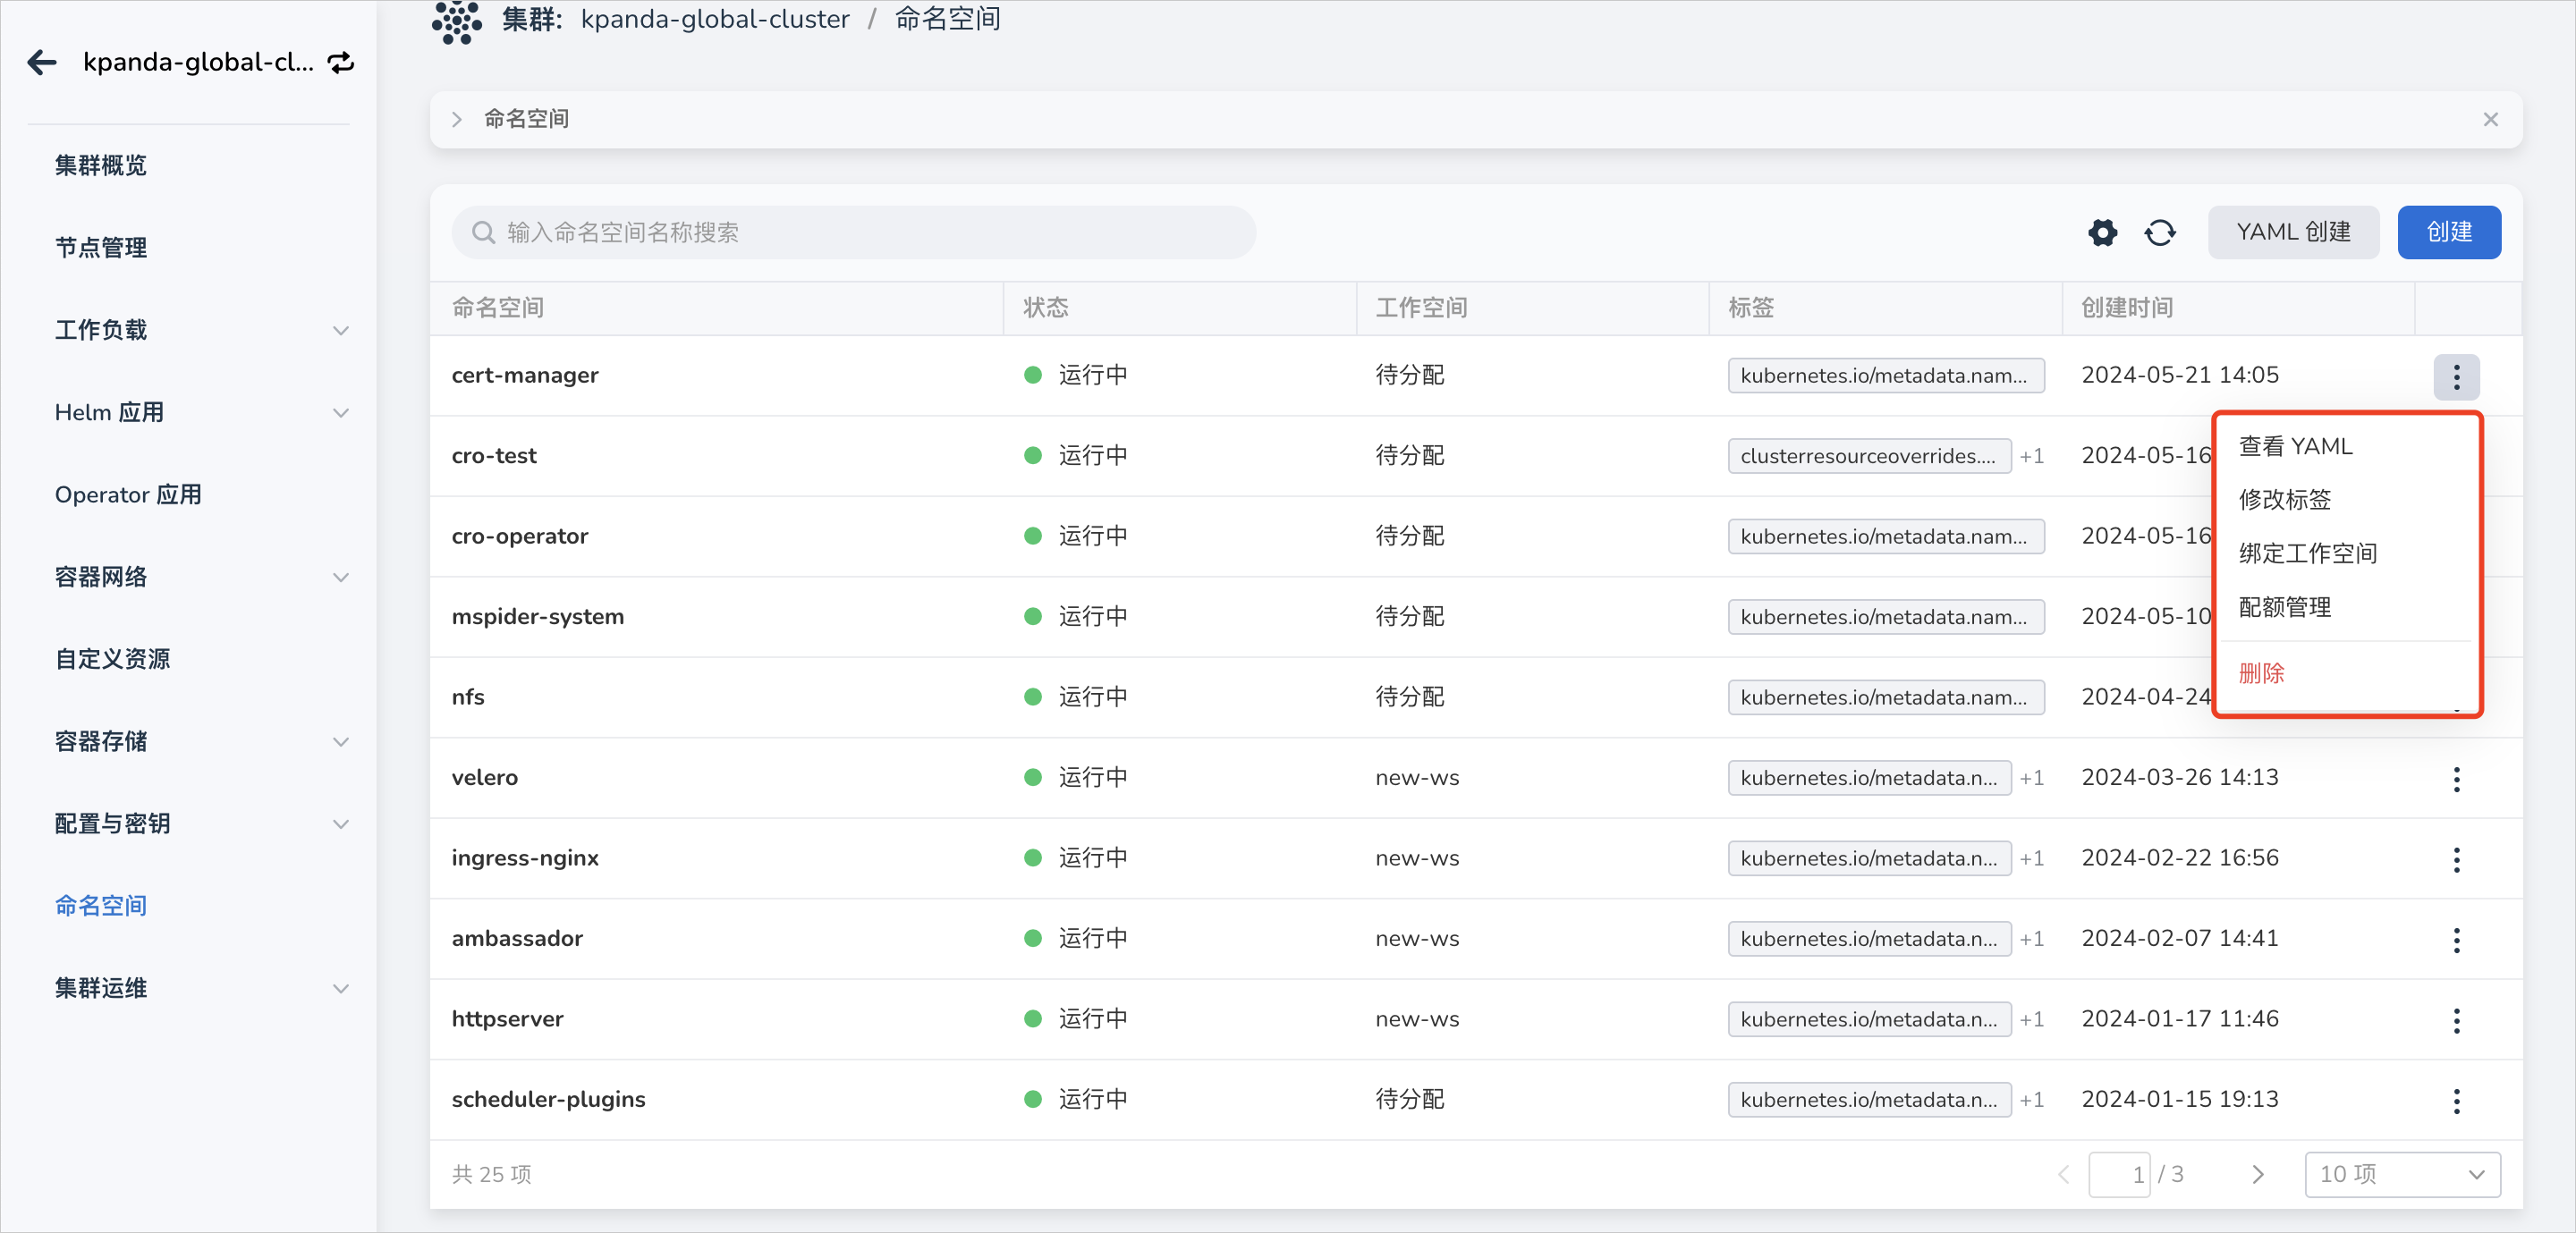 kpanda-global-cl...
集群概览
节点管理
工作负载
Helm 应用
Operator 应用
容器网络
自定义资源
容器存储
配置与密钥
命名空间
集群运维
集群: kpanda-global-cluster / 命名空间
命名空间
输入命名空间名称搜索
YAML 创建
创建
命名空间 状态 工作空间 标签 创建时间
cert-manager 运行中 待分配 kubernetes.io/metadata.nam... 2024-05-21 14:05
cro-test 运行中 待分配 clusterresourceoverrides.... +1 2024-05-16
cro-operator 运行中 待分配 kubernetes.io/metadata.nam... 2024-05-16
mspider-system 运行中 待分配 kubernetes.io/metadata.nam... 2024-05-10
nfs 运行中 待分配 kubernetes.io/metadata.nam... 2024-04-24
velero 运行中 new-ws kubernetes.io/metadata.n... +1 2024-03-26 14:13
ingress-nginx 运行中 new-ws kubernetes.io/metadata.n... +1 2024-02-22 16:56
ambassador 运行中 new-ws kubernetes.io/metadata.n... +1 2024-02-07 14:41
httpserver 运行中 new-ws kubernetes.io/metadata.n... +1 2024-01-17 11:46
scheduler-plugins 运行中 待分配 kubernetes.io/metadata.n... +1 2024-01-15 19:13
查看 YAML
修改标签
绑定工作空间
配额管理
删除
共 25 项
1 / 3
10 项